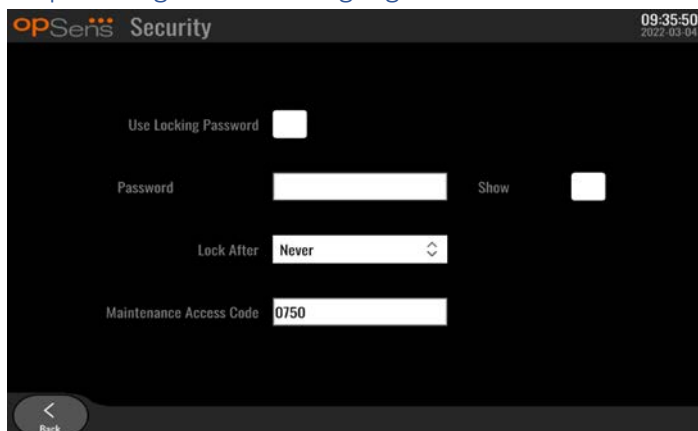 opSens Security
09:35:50
2022-03-04
Use Locking Password
Password Show
Lock After Never
Maintenance Access Code 0750
Back